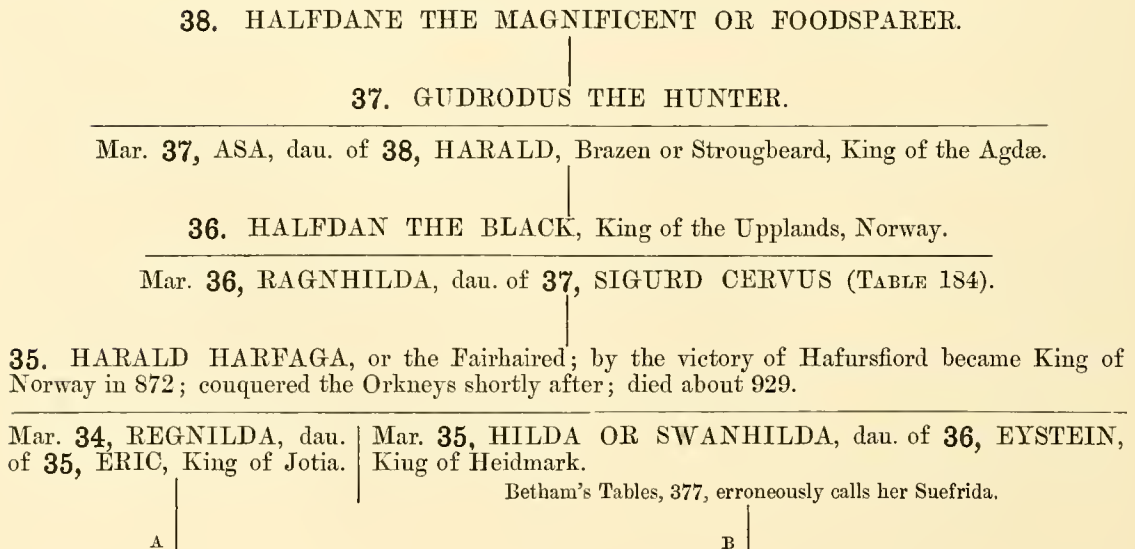 38. HALFDANE THE MAGNIFICENT OR FOODSPARER.
37. GUDRODUS THE HUNTER.
Mar. 37, ASA, dau. of 38, HARALD, Brazen or Strougbeard, King of the Agdæ.
36. HALFDAN THE BLACK, King of the Upplands, Norway.
Mar. 36, RAGNHILDA, dau. of 37, SIGURD CERVUS (TABLE 184).
35. HARALD HARFAGA, or the Fairhaired; by the victory of Hafursfiord became King of
Norway in 872; couquered the Orkneys shortly after; died about 929.
Mar. 34, REGNILDA, dau.
of 35, ERIC, King of Jotia.
Mar. 35, HILDA OR SWANHILDA, dau. of 36, EYSTEIN,
Kiug of Heidmark.
Betham's Tables, 377, erroneously calls her Suefrida.
A
B